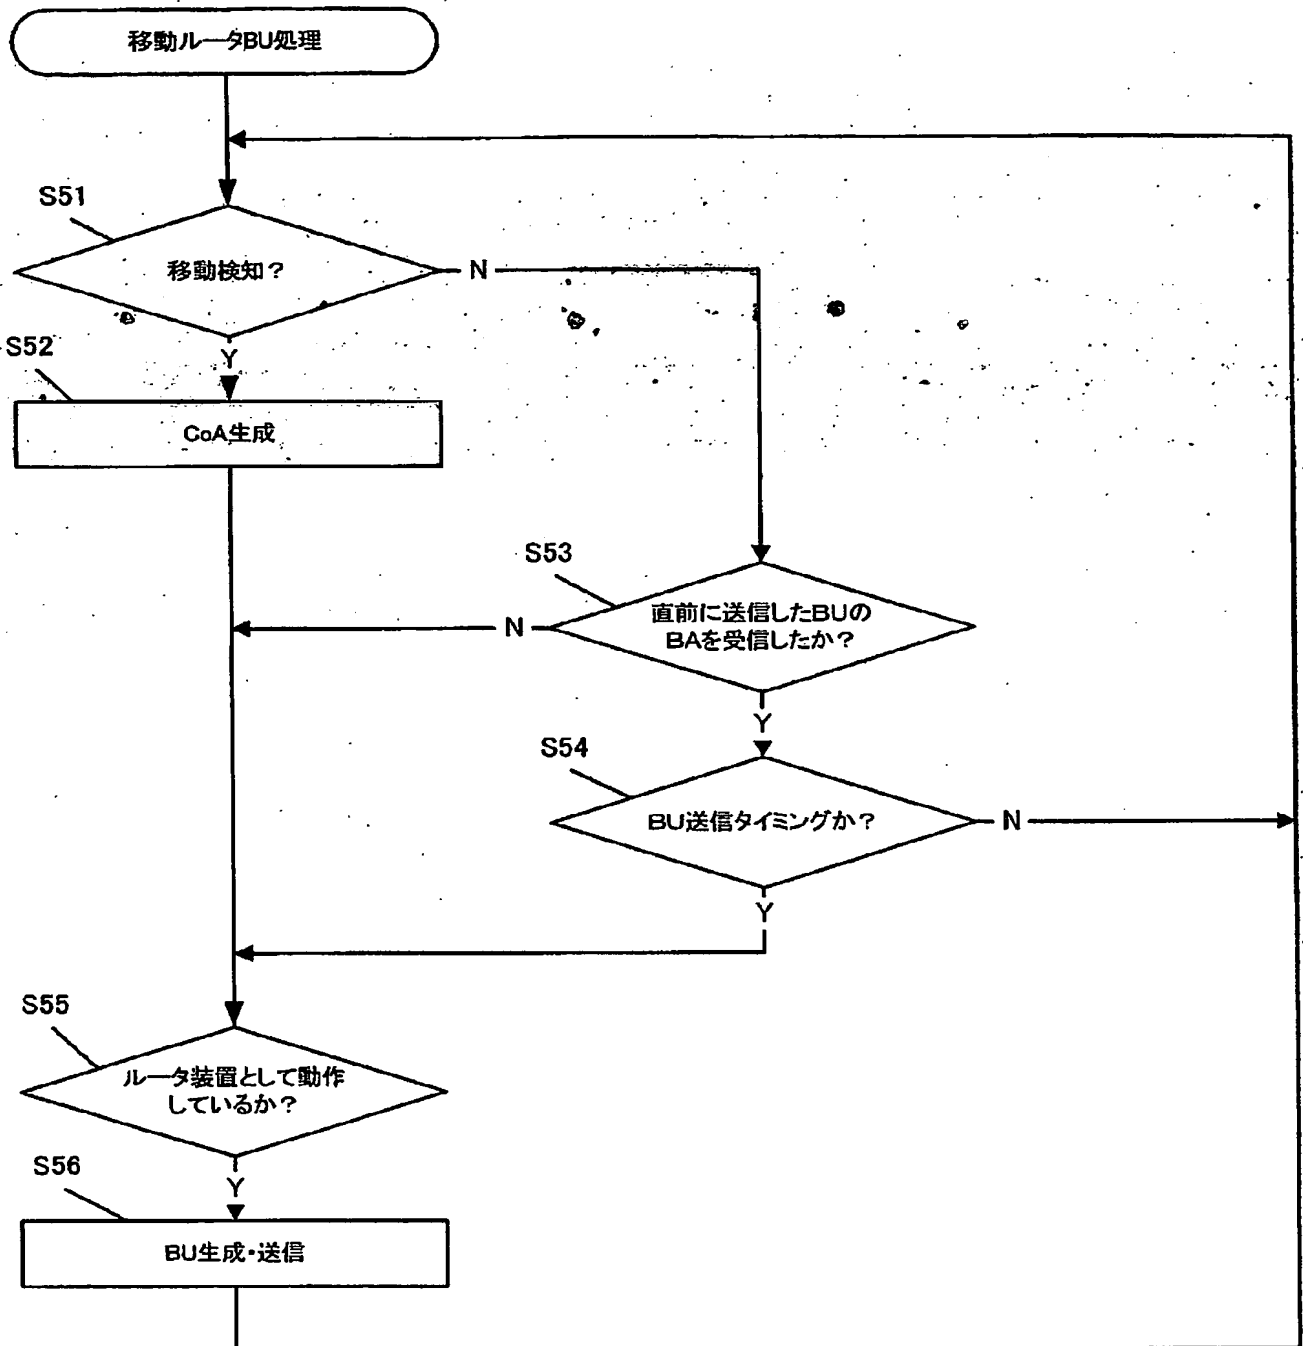 移動ルータBU処理
S51
移動検知？
N
Y
S52
CoA生成
S53
直前に送信したBUの
BAを受信したか？
N
Y
S54
BU送信タイミングか？
N
Y
S55
ルータ装置として動作
しているか？
Y
S56
BU生成・送信